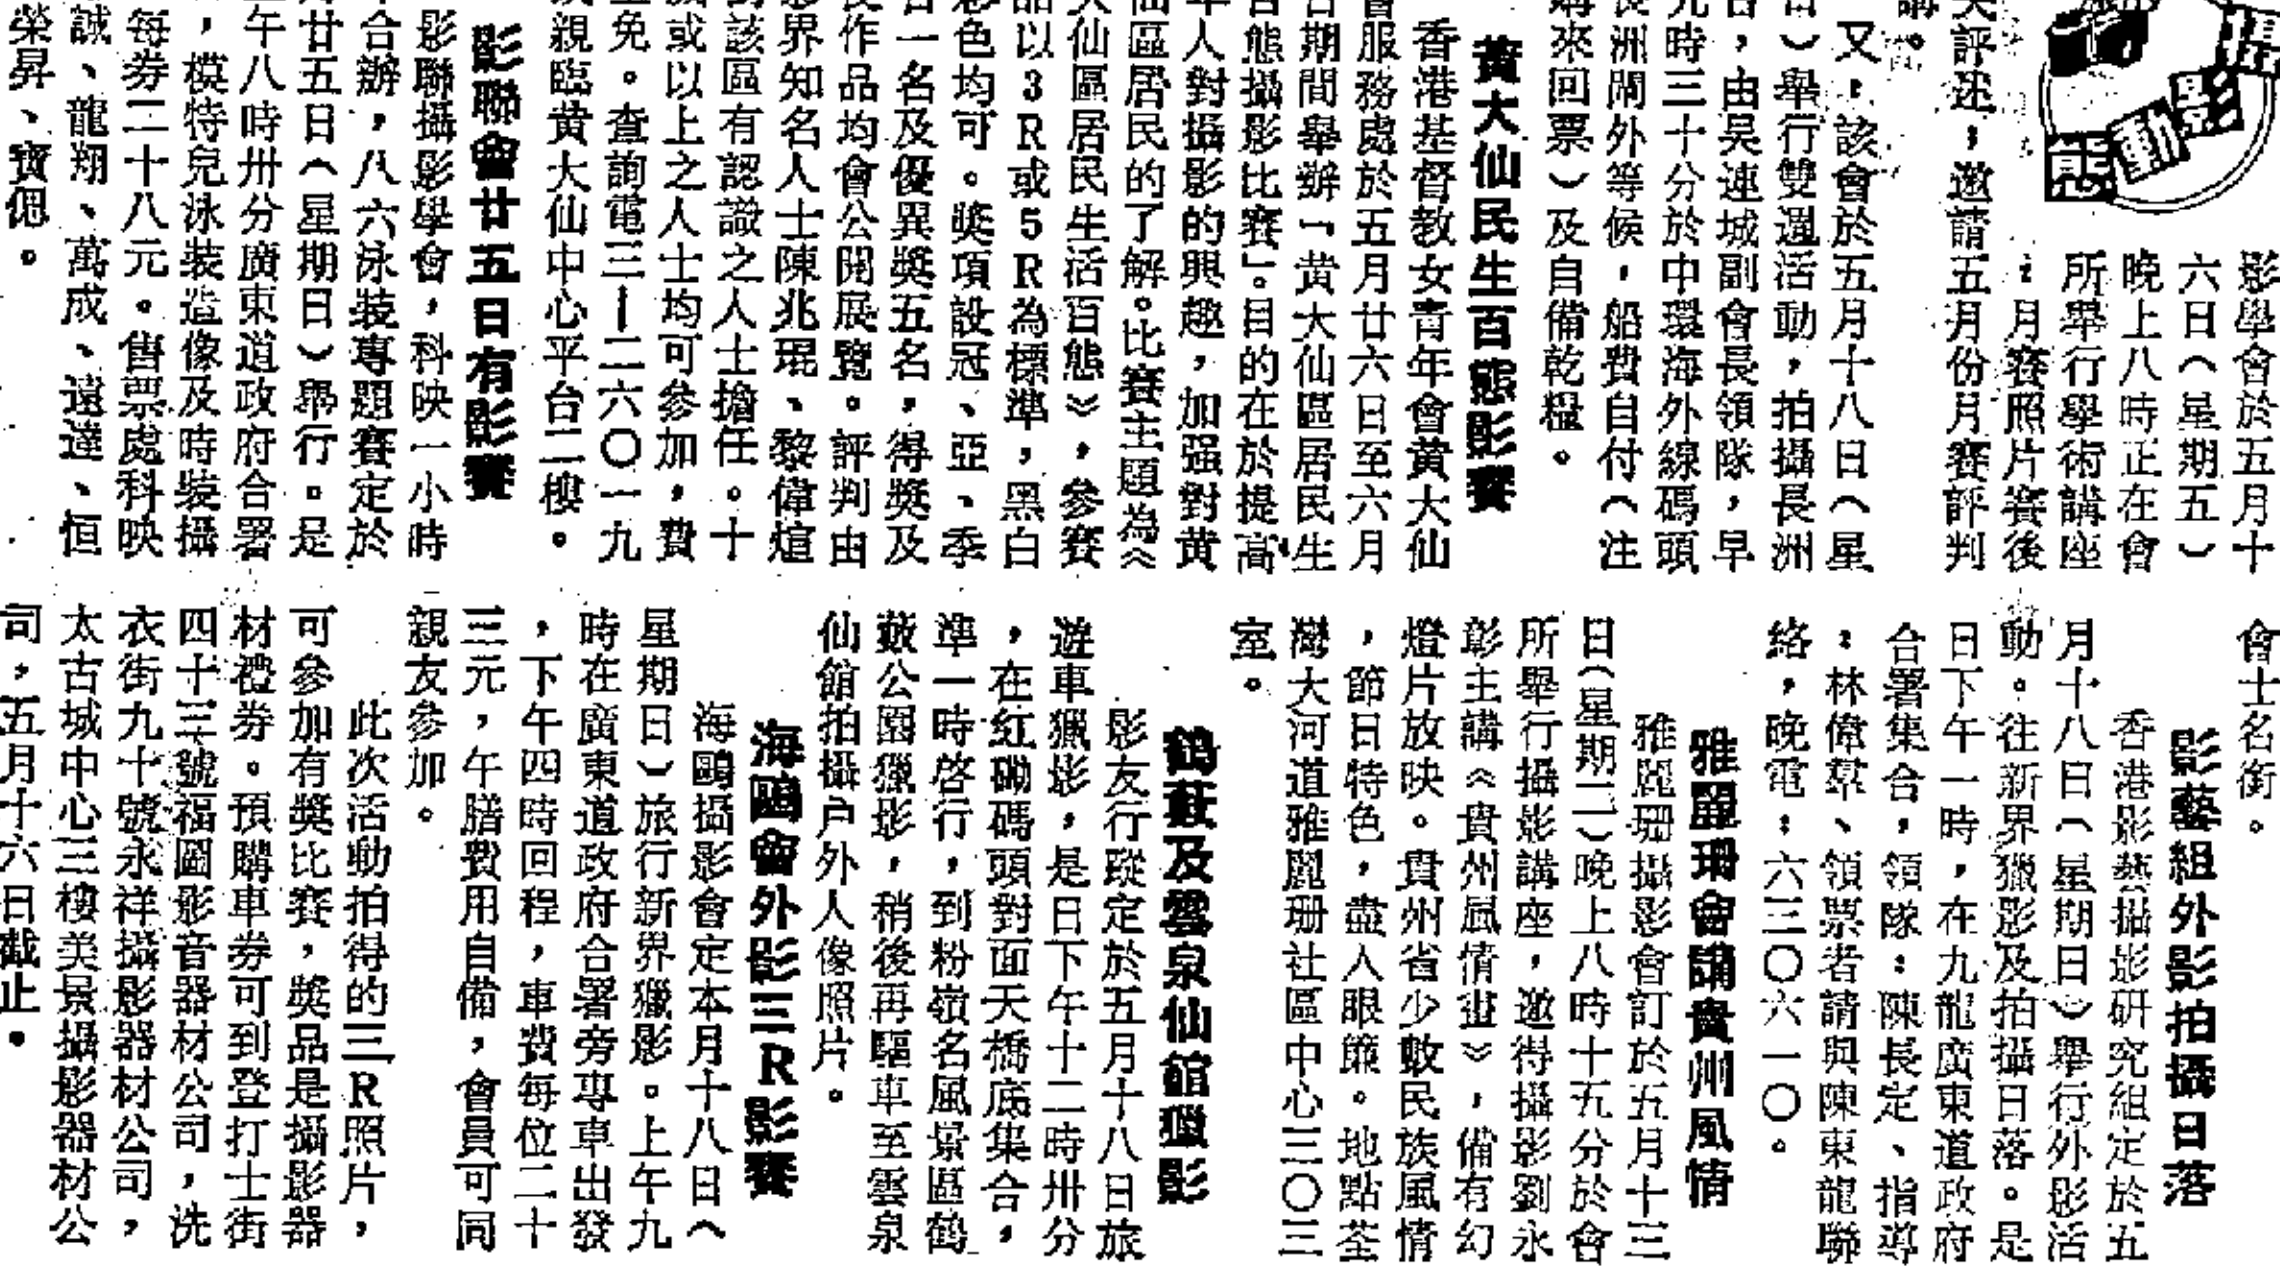 影動態
影學會於五月十
六日（星期五）
晚上八時正在會
所舉行學術講座
：月賽照片賽後
評述，邀請五月份月賽評判
講。
又，該會於五月十八日（星
）舉行雙週活動，拍攝長洲
，由吳連城副會長領隊，早
時三十分於中環海外線碼頭
長洲閘外等候，船費自付（注
購來回票）及自備乾糧。
黃大仙民生百態影賽
香港基督教女青年會黃大仙
會服務處於五月廿六日至六月
期間舉辦「黃大仙區居民生
百態攝影比賽」。目的在於提高
年人對攝影的興趣，加强對黃
仙區居民的了解。比賽主題為《
大仙區居民生活百態》，參賽
品以3R或5R為標準，黑白
彩色均可。獎項設冠、亞、季
各一名及優異獎五名，得獎及
作品均會公開展覽。評判由
影界知名人士陳兆琨、黎偉煊
對該區有認識之人士擔任。十
或以上之人士均可參加，費
免。查詢電三－二六〇一九
親臨黃大仙中心平台二樓。
影聯會廿五日有影賽
影聯攝影學會，科映一小時
合辦，八六泳裝專題賽定於
廿五日（星期日）舉行。是
午八時卅分廣東道政府合署
，模特兒泳裝造像及時裝攝
每券二十八元。售票處科映
誠、龍翔、萬成、遠達、恒
榮昇、寶偲。
會士名銜。
影藝組外影拍攝日落
香港影藝攝影研究組定於五
月十八日（星期日）舉行外影活
動。往新界獵影及拍攝日落。是
日下午一時，在九龍廣東道政府
合署集合，領隊：陳長定、指導
：林偉羣、領票者請與陳東龍聯
絡，晚電：六三〇六一〇。
雅麗珊會講貴州風情
雅麗珊攝影會訂於五月十三
日（星期二）晚上八時十五分於會
所舉行攝影講座，邀得攝影劉永
彰主講《貴州風情畫》，備有幻
燈片放映。貴州省少數民族風情
，節日特色，盡入眼簾。地點荃
灣大河道雅麗珊社區中心三〇三
室。
鶴藪及雲泉仙館獵影
影友行蹤定於五月十八日旅
遊車獵影，是日下午十二時卅分
，在紅磡碼頭對面天橋底集合，
準一時啓行，到粉嶺名風景區鶴
藪公園獵影，稍後再驅車至雲泉
仙館拍攝户外人像照片。
海鷗會外影三R影賽
海鷗攝影會定本月十八日（
星期日）旅行新界獵影。上午九
時在廣東道政府合署旁專車出發
，下午四時回程，車費每位二十
三元，午膳費用自備，會員可同
親友參加。
此次活動拍得的三R照片，
可參加有獎比賽，獎品是攝影器
材禮券。預購車券可到登打士街
四十三號福圖影音器材公司，洗
衣街九十號永祥攝影器材公司，
太古城中心三樓美景攝影器材公
司，五月十六日截止。